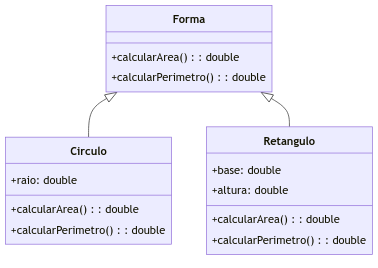 Forma
+calcularArea() : : double
+calcularPerimetro() : : double
Circulo
+raio: double
+calcularArea() : : double
+calcularPerimetro() : : double
Retangulo
+base: double
+altura: double
+calcularArea() : : double
+calcularPerimetro() : : double